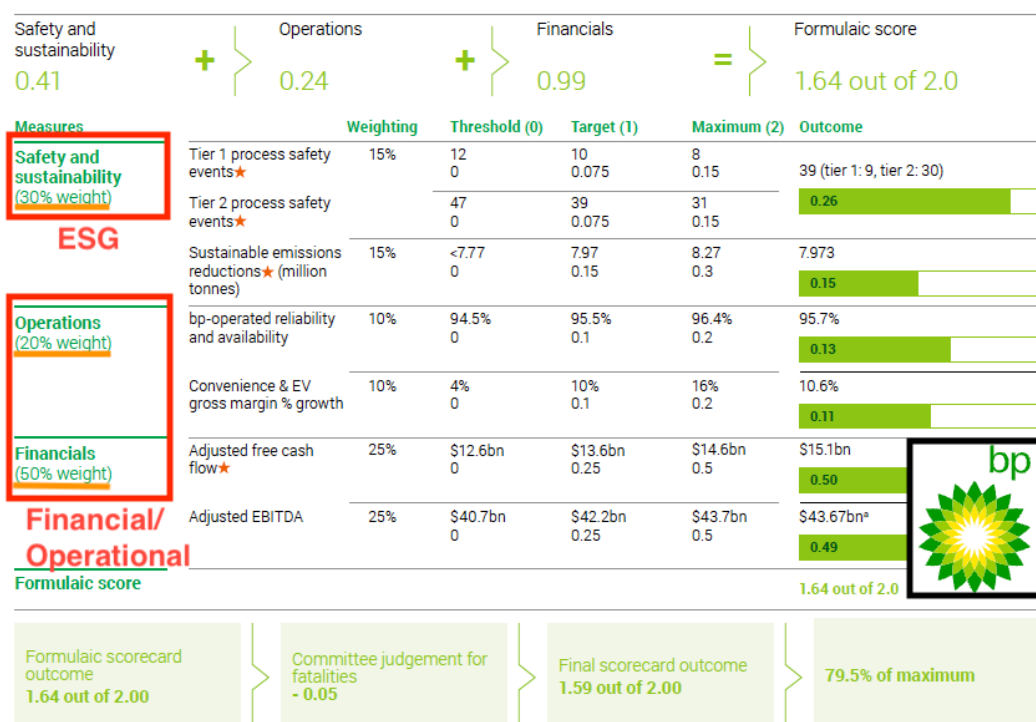 Safety and
sustainability
0.41
+
Operations
0.24
+
Financials
0.99
=
Formulaic score
1.64 out of 2.0
Measures Weighting Threshold (0) Target (1) Maximum (2) Outcome
Safety and
sustainability
(30% weight)
ESG
Tier 1 process safety
events★
15% 12 10 8
0 0.075 0.15
39 (tier 1: 9, tier 2: 30)
0.26
Tier 2 process safety
events★
47 39 31
0 0.075 0.15
Sustainable emissions
reductions★ (million
tonnes)
15% <7.77 7.97 8.27 7.973
0 0.15 0.3
0.15
Operations
(20% weight)
bp-operated reliability
and availability
10% 94.5% 95.5% 96.4% 95.7%
0 0.1 0.2
0.13
Convenience & EV
gross margin % growth
10% 4% 10% 16% 10.6%
0 0.1 0.2
0.11
Financials
(50% weight)
Financial/
Operational
Adjusted free cash
flow★
25% $12.6bn $13.6bn $14.6bn $15.1bn
0 0.25 0.5
0.50
Adjusted EBITDA 25% $40.7bn $42.2bn $43.7bn $43.67bnᵃ
0 0.25 0.5
0.49
bp
Formulaic score 1.64 out of 2.0
Formulaic scorecard
outcome
1.64 out of 2.00
Committee judgement for
fatalities
- 0.05
Final scorecard outcome
1.59 out of 2.00
79.5% of maximum